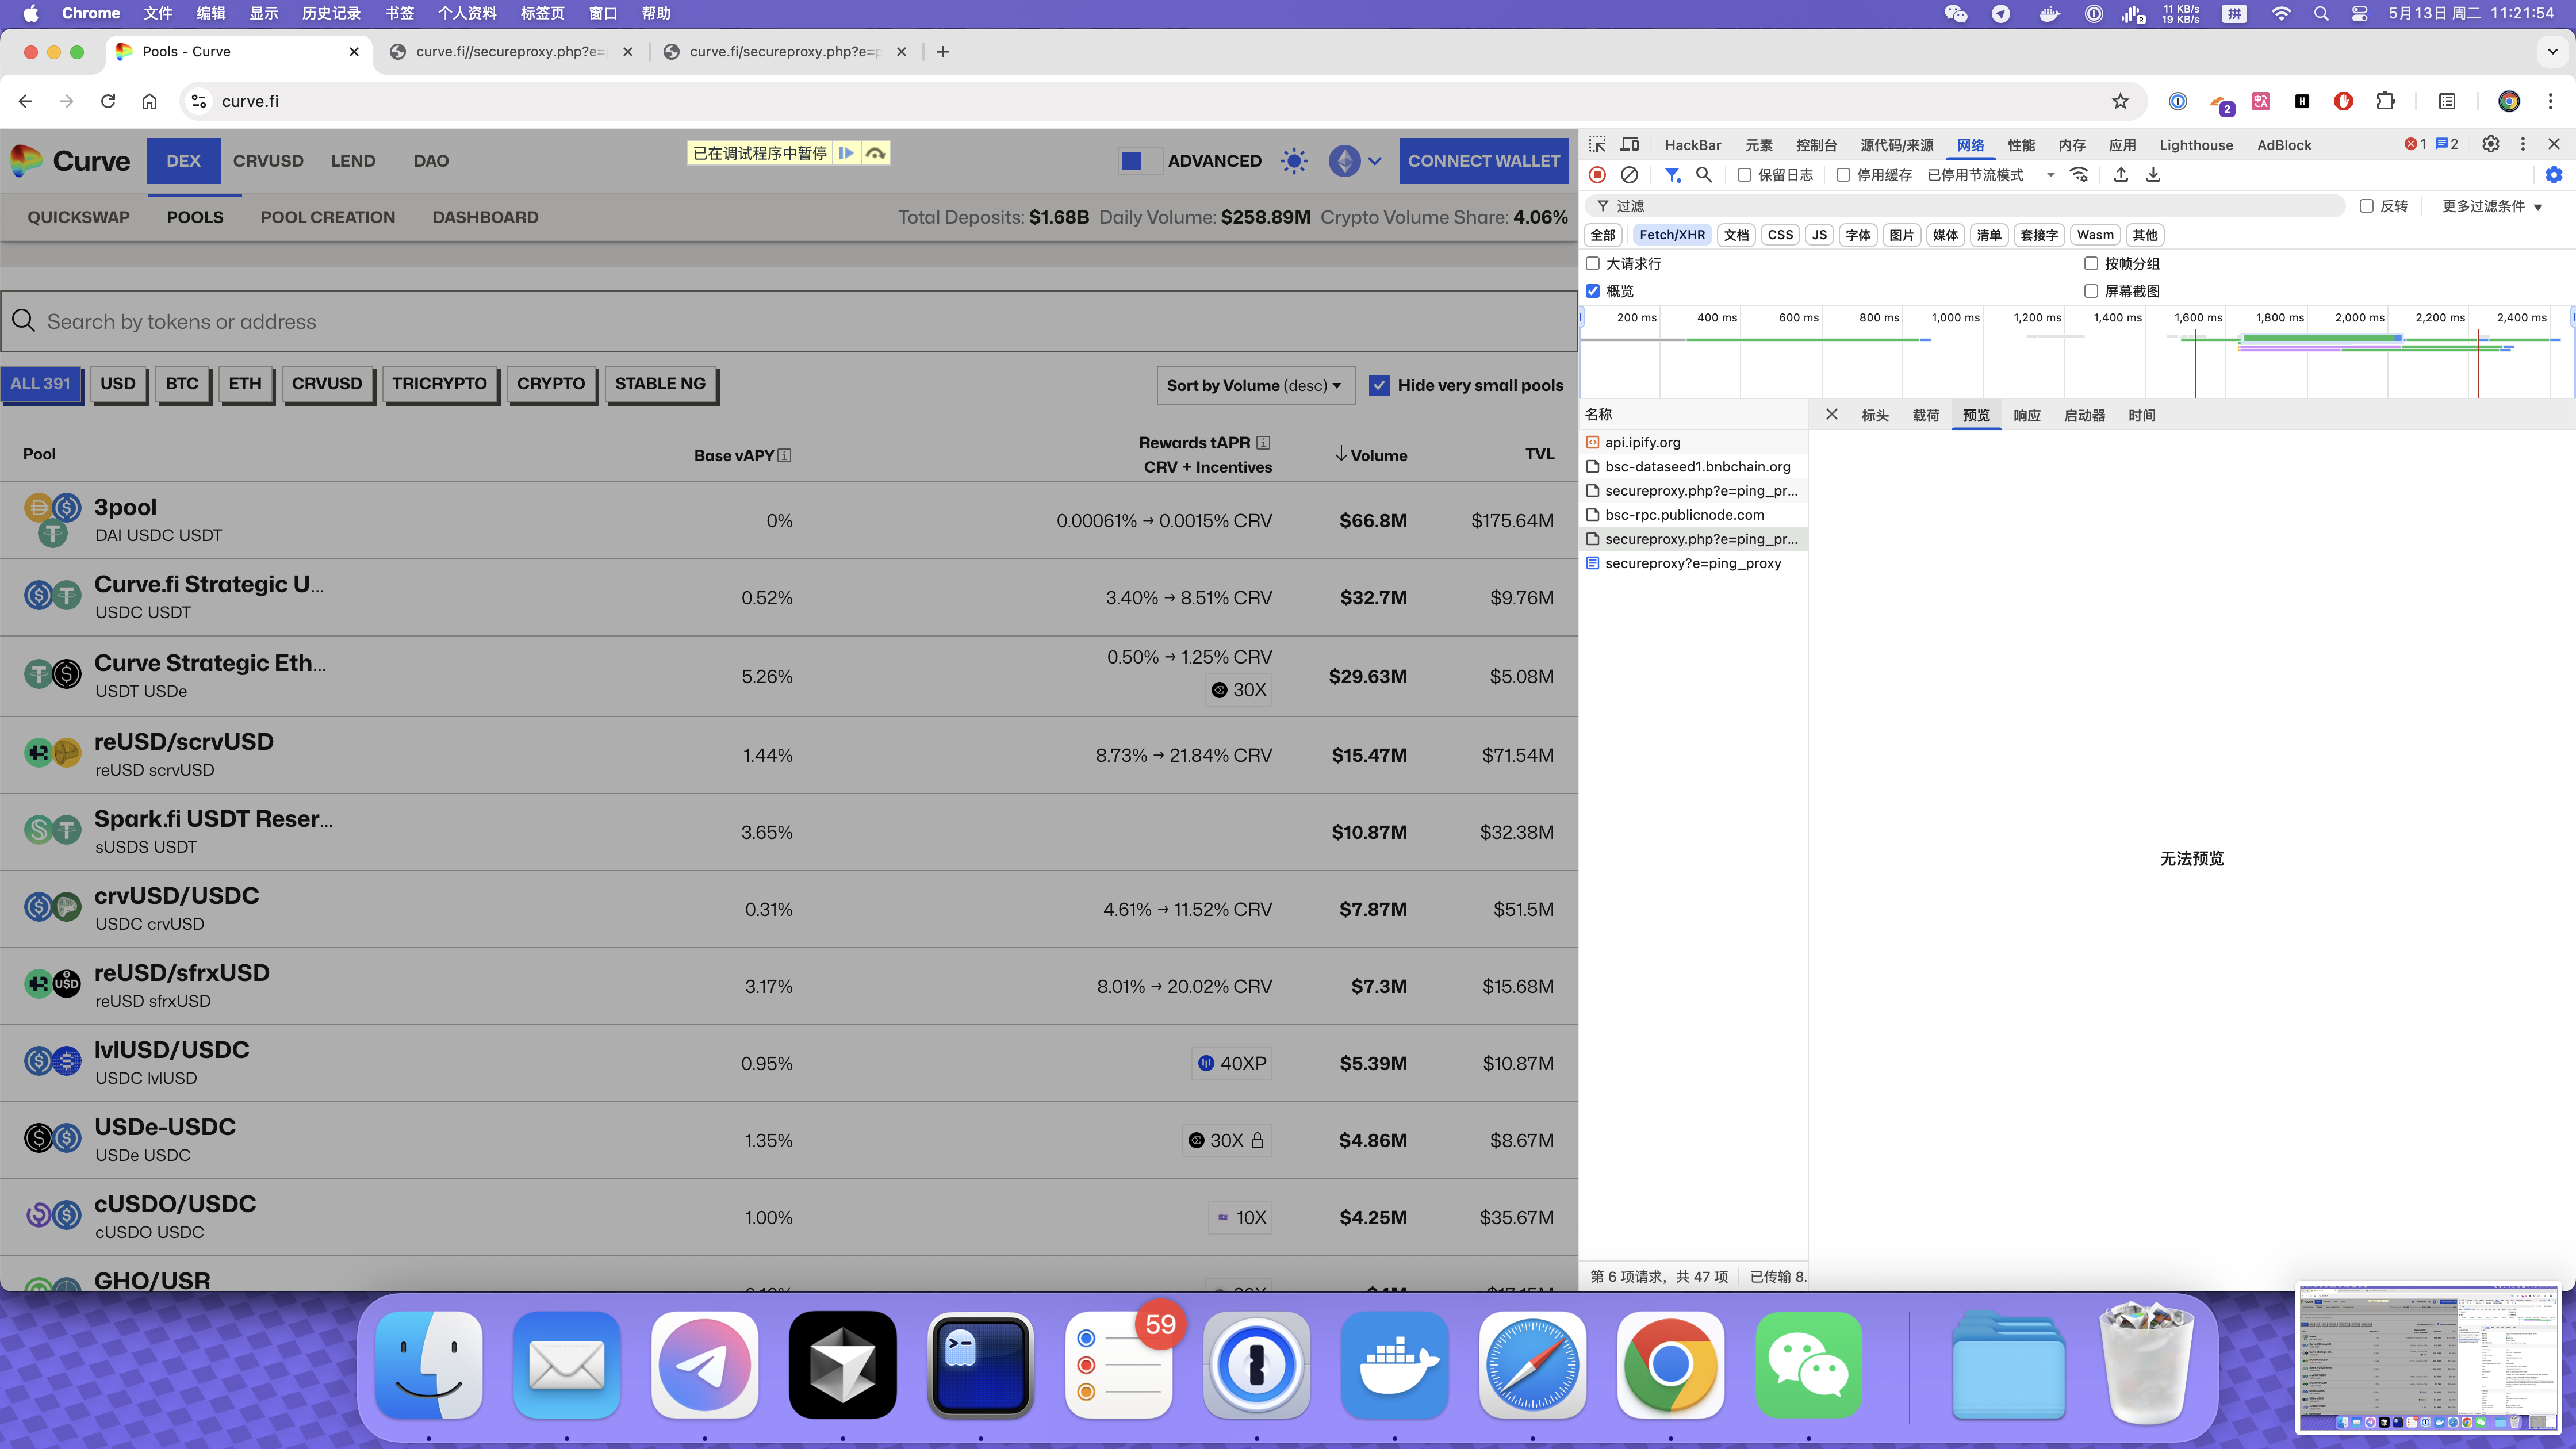 Chrome 文件 编辑 显示 历史记录 书签 个人资料 标签页 窗口 帮助
11 KB/s
19 KB/s
拼 5月13日 周二 11:21:54
Pools - Curve
curve.fi//secureproxy.php?e=
curve.fi/secureproxy.php?e=p
curve.fi
2
Curve DEX CRVUSD LEND DAO
已在调试程序中暂停
ADVANCED CONNECT WALLET
QUICKSWAP POOLS POOL CREATION DASHBOARD
Total Deposits: $1.68B Daily Volume: $258.89M Crypto Volume Share: 4.06%
Search by tokens or address
ALL 391 USD BTC ETH CRVUSD TRICRYPTO CRYPTO STABLE NG
Sort by Volume (desc) Hide very small pools
Pool Base vAPY Rewards tAPR
CRV + Incentives Volume TVL
3pool
DAI USDC USDT
0% 0.00061% → 0.0015% CRV $66.8M $175.64M
Curve.fi Strategic U...
USDC USDT
0.52% 3.40% → 8.51% CRV $32.7M $9.76M
Curve Strategic Eth...
USDT USDe
5.26% 0.50% → 1.25% CRV
30X
$29.63M $5.08M
reUSD/scrvUSD
reUSD scrvUSD
1.44% 8.73% → 21.84% CRV $15.47M $71.54M
Spark.fi USDT Reser...
sUSDS USDT
3.65% $10.87M $32.38M
crvUSD/USDC
USDC crvUSD
0.31% 4.61% → 11.52% CRV $7.87M $51.5M
reUSD/sfrxUSD
reUSD sfrxUSD
3.17% 8.01% → 20.02% CRV $7.3M $15.68M
lvlUSD/USDC
USDC lvlUSD
0.95% 40XP $5.39M $10.87M
USDe-USDC
USDe USDC
1.35% 30X $4.86M $8.67M
cUSDO/USDC
cUSDO USDC
1.00% 10X $4.25M $35.67M
GHO/USR
HackBar 元素 控制台 源代码/来源 网络 性能 内存 应用 Lighthouse AdBlock 1 2
保留日志 停用缓存 已停用节流模式
过滤 反转 更多过滤条件
全部 Fetch/XHR 文档 CSS JS 字体 图片 媒体 清单 套接字 Wasm 其他
大请求行 按帧分组
概览 屏幕截图
200 ms 400 ms 600 ms 800 ms 1,000 ms 1,200 ms 1,400 ms 1,600 ms 1,800 ms 2,000 ms 2,200 ms 2,400 ms
名称 标头 载荷 预览 响应 启动器 时间
api.ipify.org
bsc-dataseed1.bnbchain.org
secureproxy.php?e=ping_pr...
bsc-rpc.publicnode.com
secureproxy.php?e=ping_pr...
secureproxy?e=ping_proxy
无法预览
第 6 项请求，共 47 项 已传输 8.
59